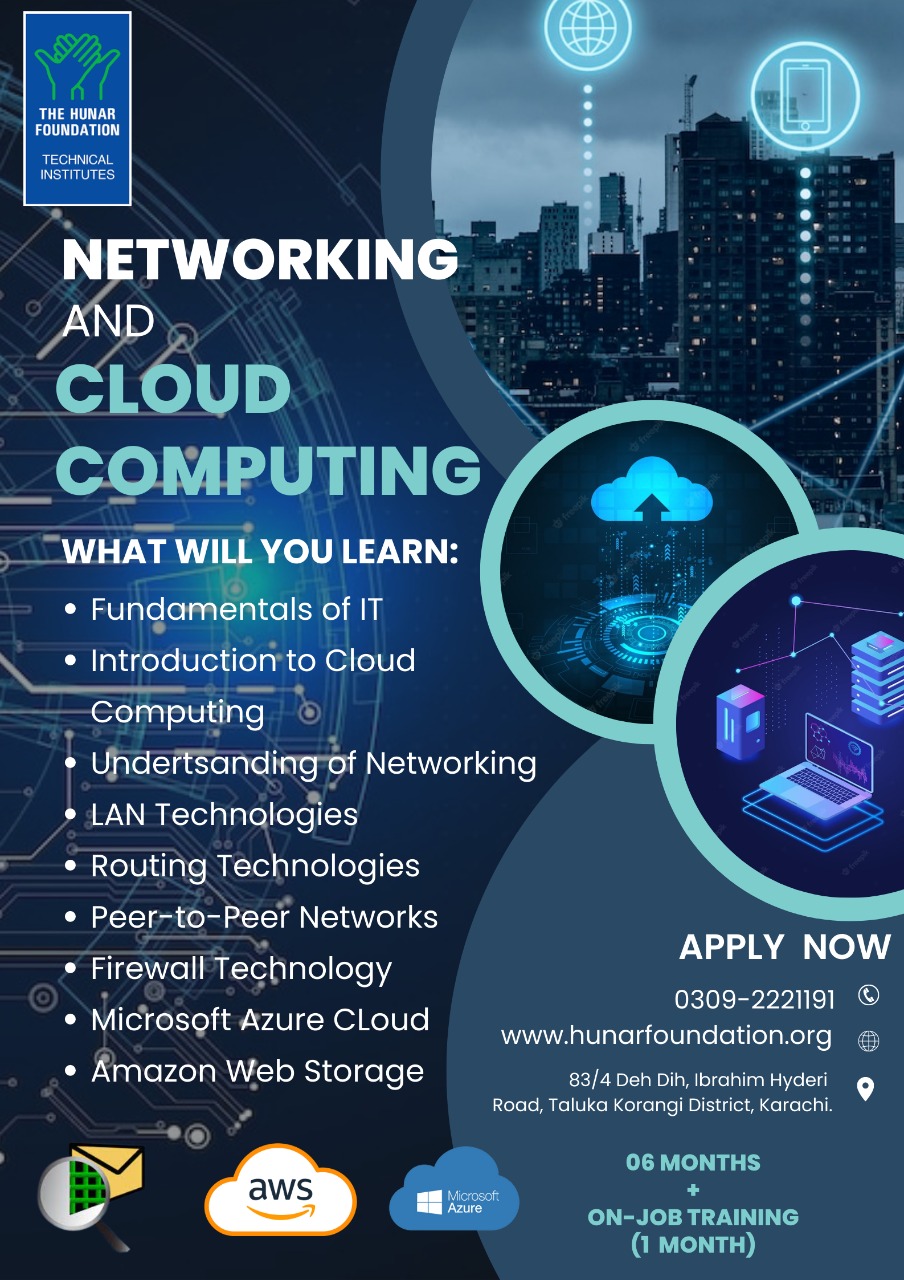 THE HUNAR
FOUNDATION
TECHNICAL
INSTITUTES
NETWORKING
AND
CLOUD
COMPUTING
WHAT WILL YOU LEARN:
• Fundamentals of IT
• Introduction to Cloud
Computing
• Undertsanding of Networking
• LAN Technologies
• Routing Technologies
• Peer-to-Peer Networks
• Firewall Technology
• Microsoft Azure CLoud
• Amazon Web Storage
APPLY NOW
0309-2221191
www.hunarfoundation.org
83/4 Deh Dih, Ibrahim Hyderi
Road, Taluka Korangi District, Karachi.
aws
Microsoft
Azure
06 MONTHS
+
ON-JOB TRAINING
(1 MONTH)